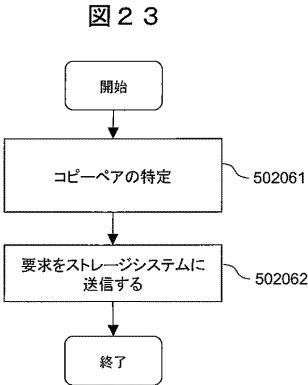 図２３
開始
コピーペアの特定
502061
要求をストレージシステムに
送信する
502062
終了